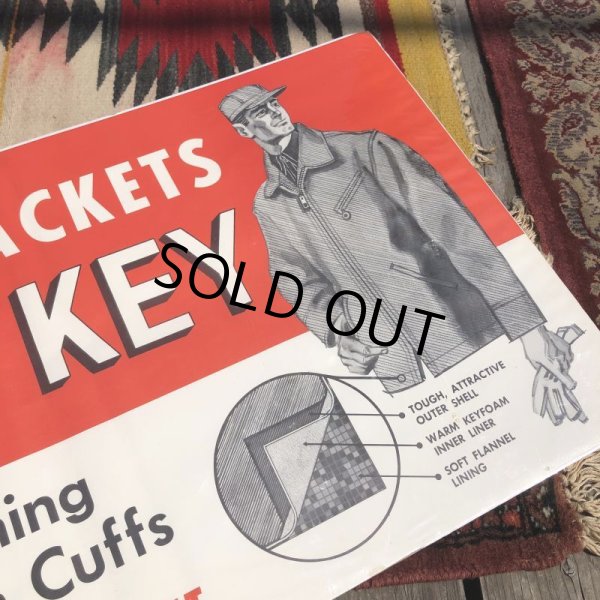 ACKETS
KEY
SOLD OUT
TOUGH, ATTRACTIVE
OUTER SHELL
WARM KEYFOAM
INNER LINER
SOFT FLANNEL
LINING
ning
Cuffs